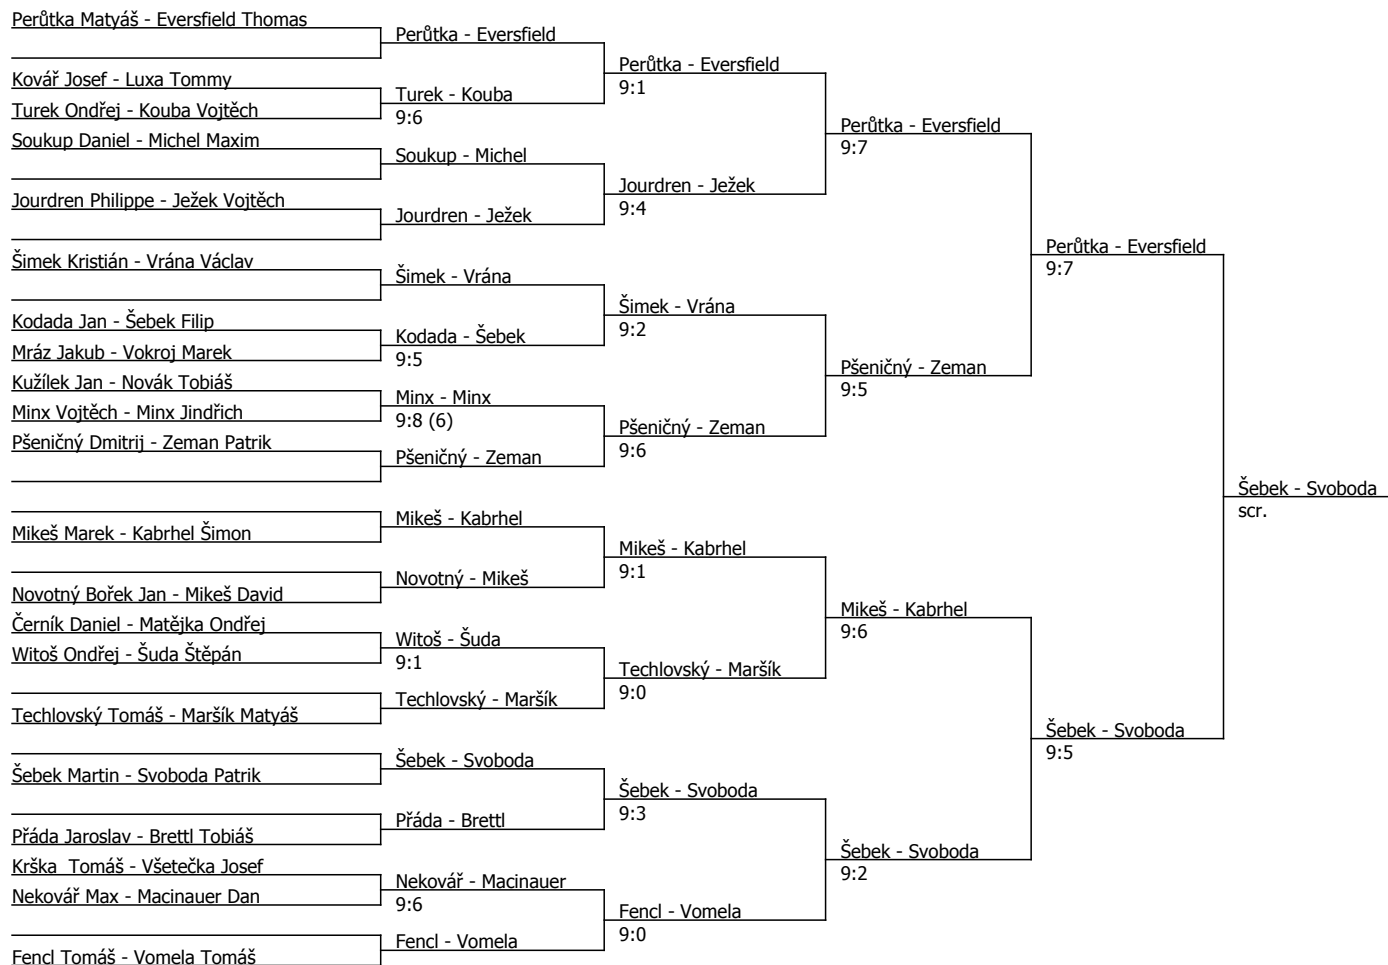 Perůtka Matyáš - Eversfield Thomas
Kovář Josef - Luxa Tommy
Turek Ondřej - Kouba Vojtěch
Soukup Daniel - Michel Maxim
Jourdren Philippe - Ježek Vojtěch
Šimek Kristián - Vrána Václav
Kodada Jan - Šebek Filip
Mráz Jakub - Vokroj Marek
Kužílek Jan - Novák Tobiáš
Minx Vojtěch - Minx Jindřich
Pšeničný Dmitrij - Zeman Patrik
Mikeš Marek - Kabrhel Šimon
Novotný Bořek Jan - Mikeš David
Černík Daniel - Matějka Ondřej
Witoš Ondřej - Šuda Štěpán
Techlovský Tomáš - Maršík Matyáš
Šebek Martin - Svoboda Patrik
Přáda Jaroslav - Brettl Tobiáš
Krška  Tomáš - Všetečka Josef
Nekovář Max - Macinauer Dan
Fencl Tomáš - Vomela Tomáš
Perůtka - Eversfield
Turek - Kouba
9:6
Soukup - Michel
Jourdren - Ježek
Šimek - Vrána
Kodada - Šebek
9:5
Minx - Minx
9:8 (6)
Pšeničný - Zeman
Mikeš - Kabrhel
Novotný - Mikeš
Witoš - Šuda
9:1
Techlovský - Maršík
Šebek - Svoboda
Přáda - Brettl
Nekovář - Macinauer
9:6
Fencl - Vomela
Perůtka - Eversfield
9:1
Jourdren - Ježek
9:4
Šimek - Vrána
9:2
Pšeničný - Zeman
9:6
Mikeš - Kabrhel
9:1
Techlovský - Maršík
9:0
Šebek - Svoboda
9:3
Fencl - Vomela
9:0
Perůtka - Eversfield
9:7
Pšeničný - Zeman
9:5
Mikeš - Kabrhel
9:6
Šebek - Svoboda
9:2
Perůtka - Eversfield
9:7
Šebek - Svoboda
9:5
Šebek - Svoboda
scr.